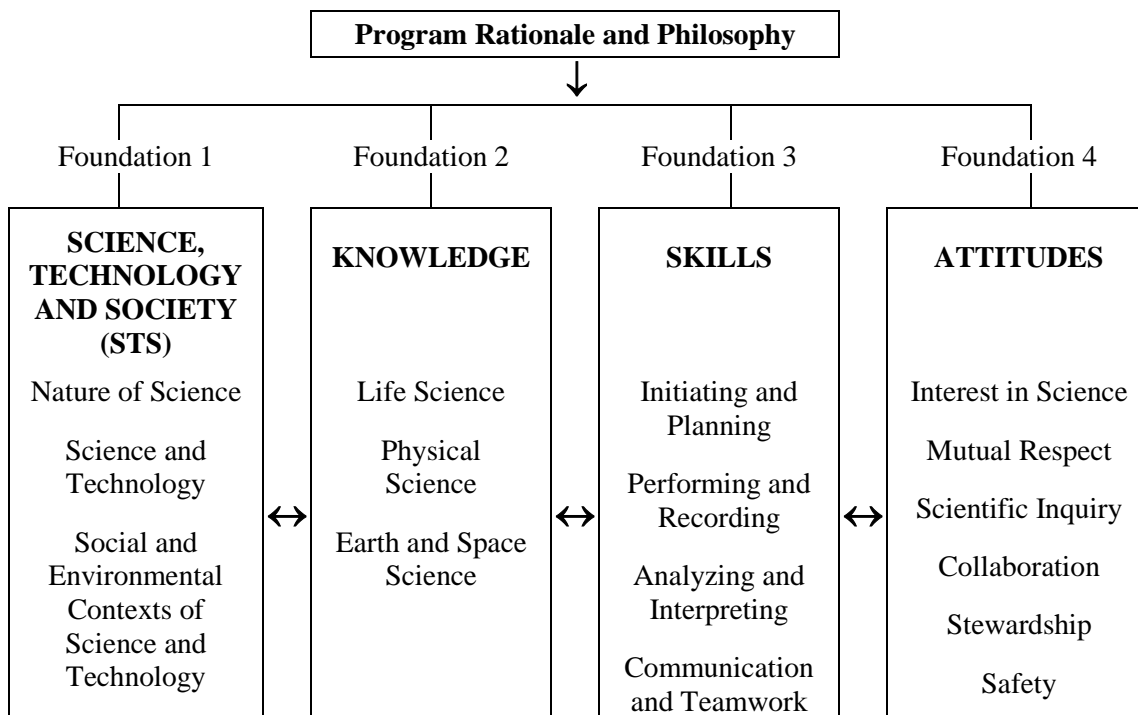 Program Rationale and Philosophy
Foundation 1
Foundation 2
Foundation 3
Foundation 4
SCIENCE,
TECHNOLOGY
AND SOCIETY
(STS)
Nature of Science
Science and
Technology
Social and
Environmental
Contexts of
Science and
Technology
KNOWLEDGE
Life Science
Physical
Science
Earth and Space
Science
SKILLS
Initiating and
Planning
Performing and
Recording
Analyzing and
Interpreting
Communication
and Teamwork
ATTITUDES
Interest in Science
Mutual Respect
Scientific Inquiry
Collaboration
Stewardship
Safety